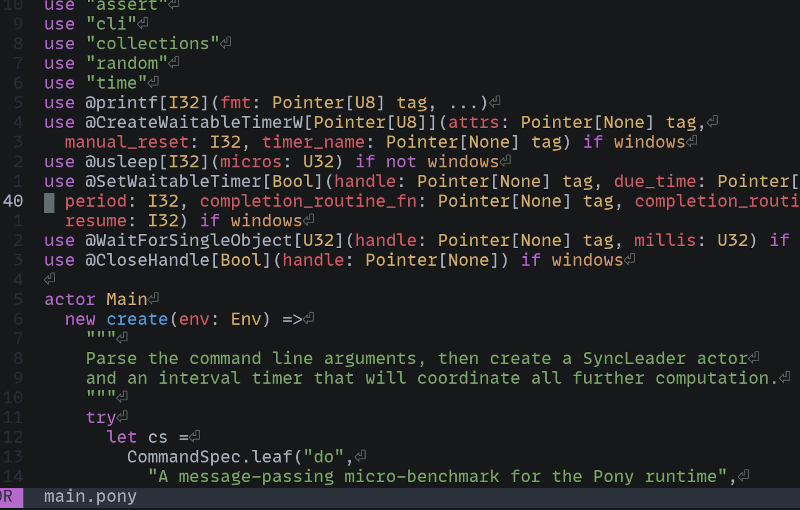 10 use "assert"⏎
9 use "cli"⏎
8 use "collections"⏎
7 use "random"⏎
6 use "time"⏎
5 use @printf[I32](fmt: Pointer[U8] tag, ...)⏎
4 use @CreateWaitableTimerW[Pointer[U8]](attrs: Pointer[None] tag,⏎
3 manual_reset: I32, timer_name: Pointer[None] tag) if windows⏎
2 use @usleep[I32](micros: U32) if not windows⏎
1 use @SetWaitableTimer[Bool](handle: Pointer[None] tag, due_time: Pointer[
40 period: I32, completion_routine_fn: Pointer[None] tag, completion_routi
1 resume: I32) if windows⏎
2 use @WaitForSingleObject[U32](handle: Pointer[None] tag, millis: U32) if
3 use @CloseHandle[Bool](handle: Pointer[None]) if windows⏎
4 ⏎
5 actor Main⏎
6 new create(env: Env) =>⏎
7 """⏎
8 Parse the command line arguments, then create a SyncLeader actor⏎
9 and an interval timer that will coordinate all further computation.⏎
10 """⏎
11 try⏎
12 let cs =⏎
13 CommandSpec.leaf("do",⏎
14 "A message-passing micro-benchmark for the Pony runtime",⏎
OR main.pony